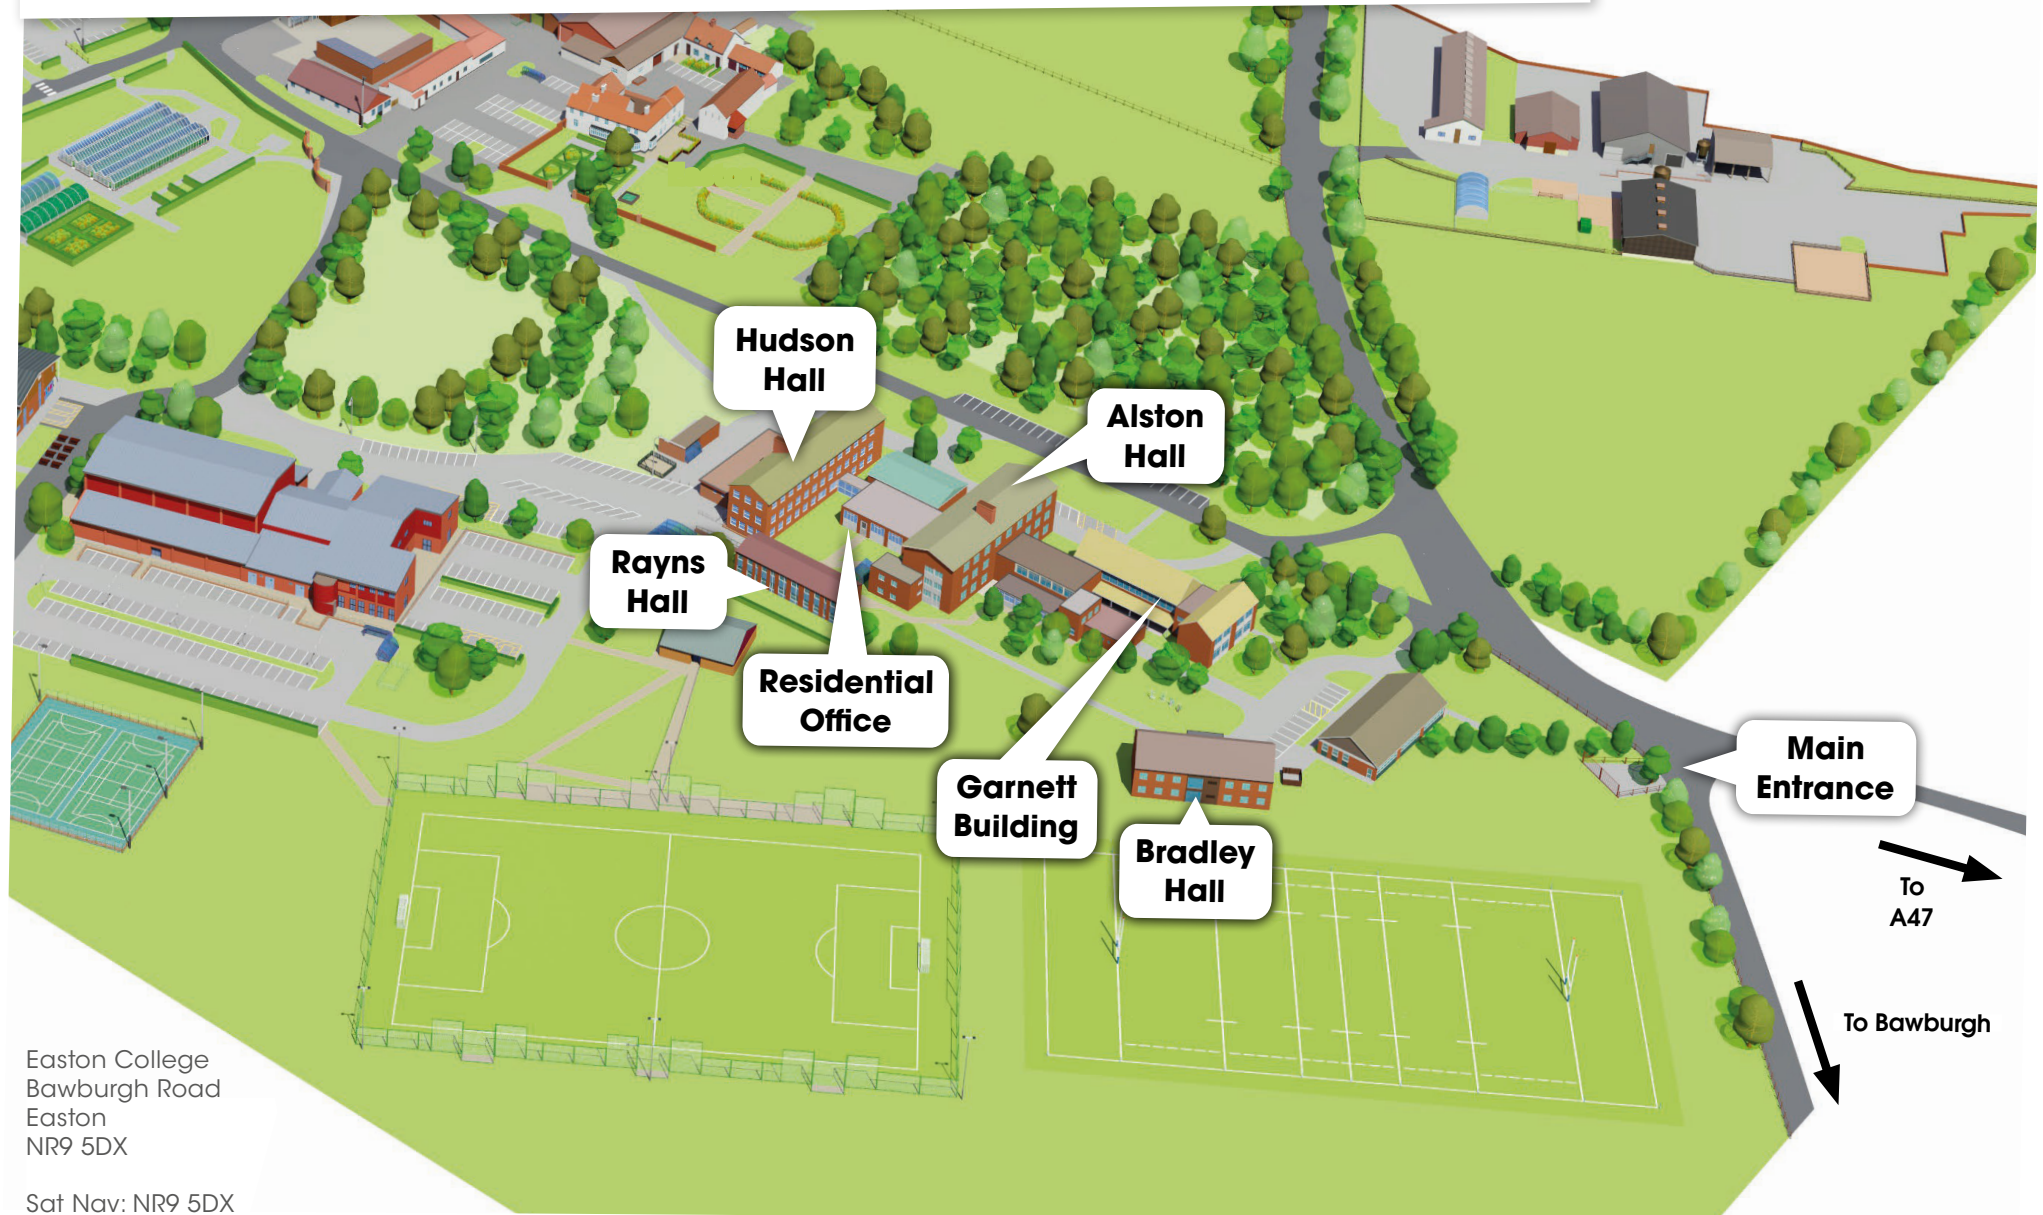 Hudson
Hall
Alston
Hall
Rayns
Hall
Residential
Office
Garnett
Building
Bradley
Hall
Main
Entrance
To
A47
To Bawburgh
Easton College
Bawburgh Road
Easton
NR9 5DX
Sat Nav: NR9 5DX